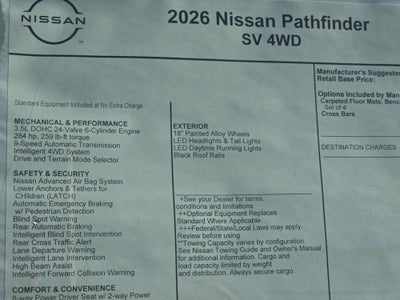 NISSAN
2026 Nissan Pathfinder
SV 4WD
Standard Equipment Included at No Extra Charge
MECHANICAL & PERFORMANCE
3.5L DOHC 24-Valve 6-Cylinder Engine
284 hp, 259 lb-ft torque
9-Speed Automatic Transmission
Intelligent 4WD System
Drive and Terrain Mode Selector
SAFETY & SECURITY
Nissan Advanced Air Bag System
Lower Anchors & Tethers for
CHildren (LATCH)
Automatic Emergency Braking
w/ Pedestrian Detection
Blind Spot Warning
Rear Automatic Braking
Intelligent Blind Spot Intervention
Rear Cross Traffic Alert
Lane Departure Warning
Intelligent Lane Intervention
High Beam Assist
Intelligent Forward Collision Warning
COMFORT & CONVENIENCE
8-way Power Driver Seat w/ 2-way Power
EXTERIOR
18" Painted Alloy Wheels
LED Headlights & Tail Lights
LED Daytime Running Lights
Black Roof Rails
+See your Dealer for terms,
conditions and limitations
++Optional Equipment Replaces
Standard Where Applicable
+++Federal/State/Local Laws may apply.
Review before using.
**Towing Capacity varies by configuration.
See Nissan Towing Guide and Owner's Manual
for additional information. Cargo and
load capacity limited by weight
and distribution. Always secure cargo.
Manufacturer's Suggested
Retail Base Price:
Options Included by Man
Carpeted Floor Mats: Benc
Set of 4
Cross Bars
DESTINATION CHARGES